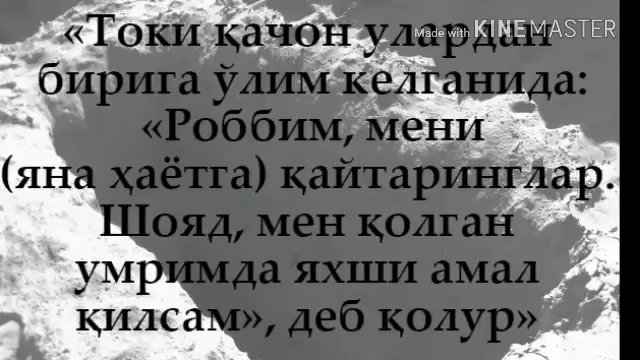 Made with KINEMASTER
«Токи қачон улардан
бирига ўлим келганида:
«Роббим, мени
(яна ҳаётга) қайтаринглар.
Шояд, мен қолган
умримда яхши амал
қилсам», деб қолур»